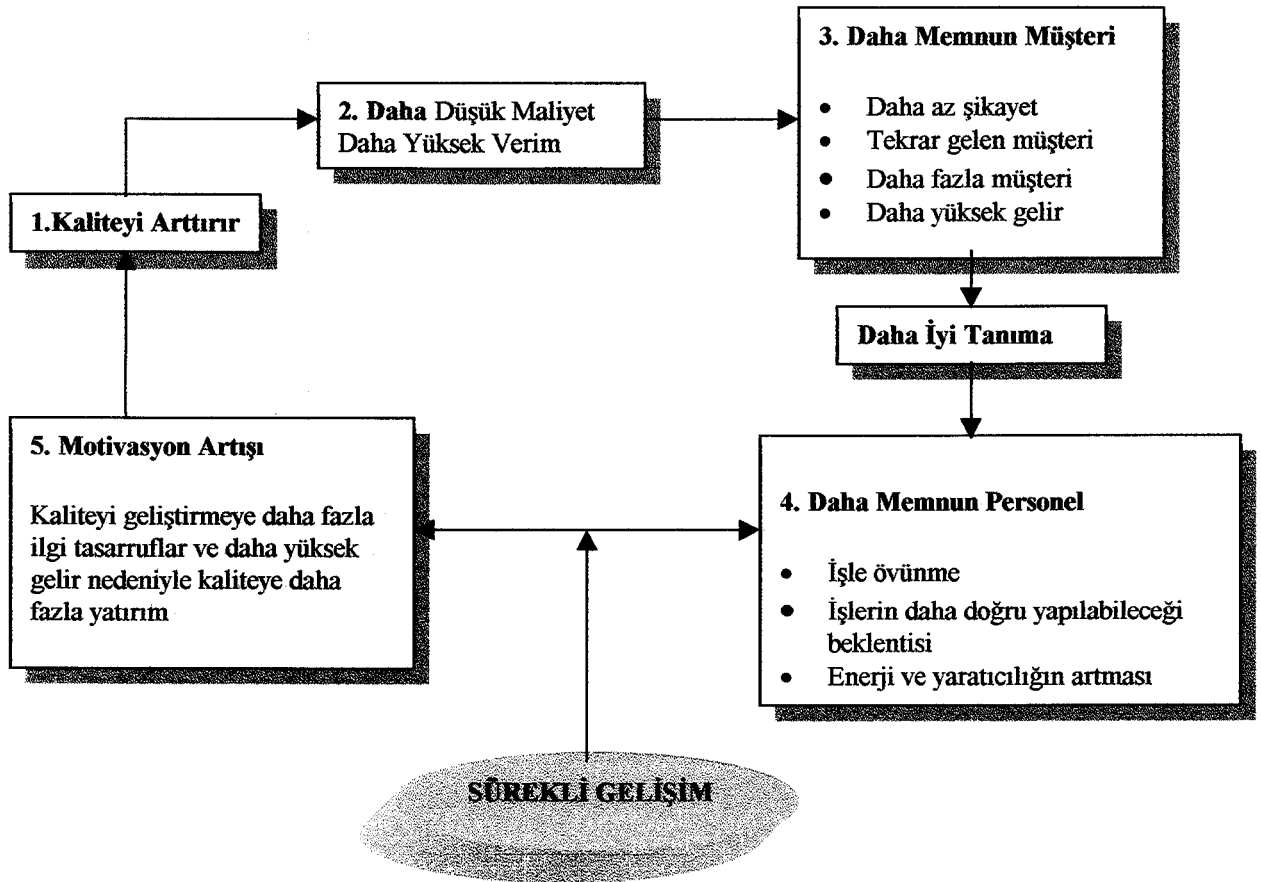 1.Kaliteyi Arttırır
2. Daha Düşük Maliyet
Daha Yüksek Verim
3. Daha Memnun Müşteri
• Daha az şikayet
• Tekrar gelen müşteri
• Daha fazla müşteri
• Daha yüksek gelir
Daha İyi Tanıma
4. Daha Memnun Personel
• İşle övünme
• İşlerin daha doğru yapılabileceği
beklentisi
• Enerji ve yaratıcılığın artması
5. Motivasyon Artışı
Kaliteyi geliştirmeye daha fazla
ilgi tasarruflar ve daha yüksek
gelir nedeniyle kaliteye daha
fazla yatırım
SÜREKLİ GELİŞİM